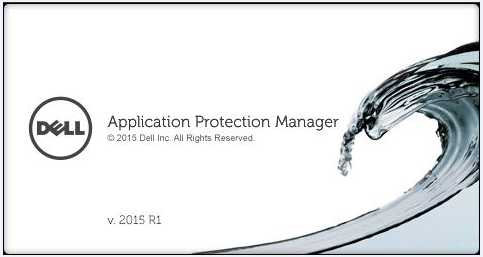 DELL
Application Protection Manager
© 2015 Dell Inc. All Rights Reserved.
v. 2015 R1